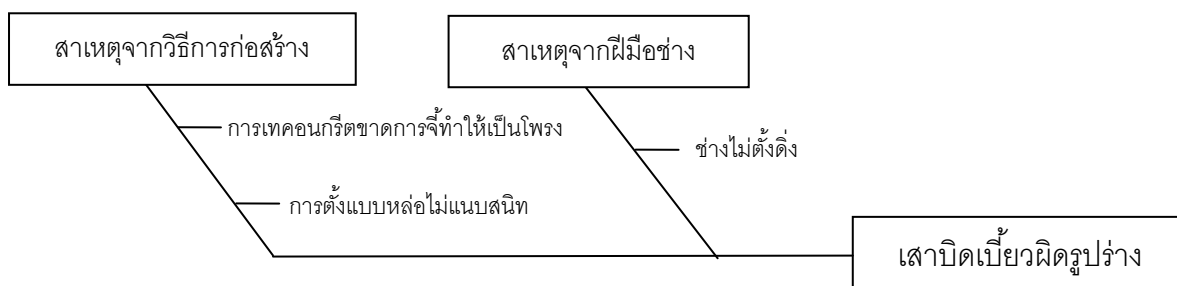 สาเหตุจากวิธีการก่อสร้าง
สาเหตุจากฝีมือช่าง
การเทคอนกรีตขาดการจี้ทำให้เป็นโพรง
ช่างไม่ตั้งดิ่ง
การตั้งแบบหล่อไม่แนบสนิท
เสาบิดเบี้ยวผิดรูปร่าง